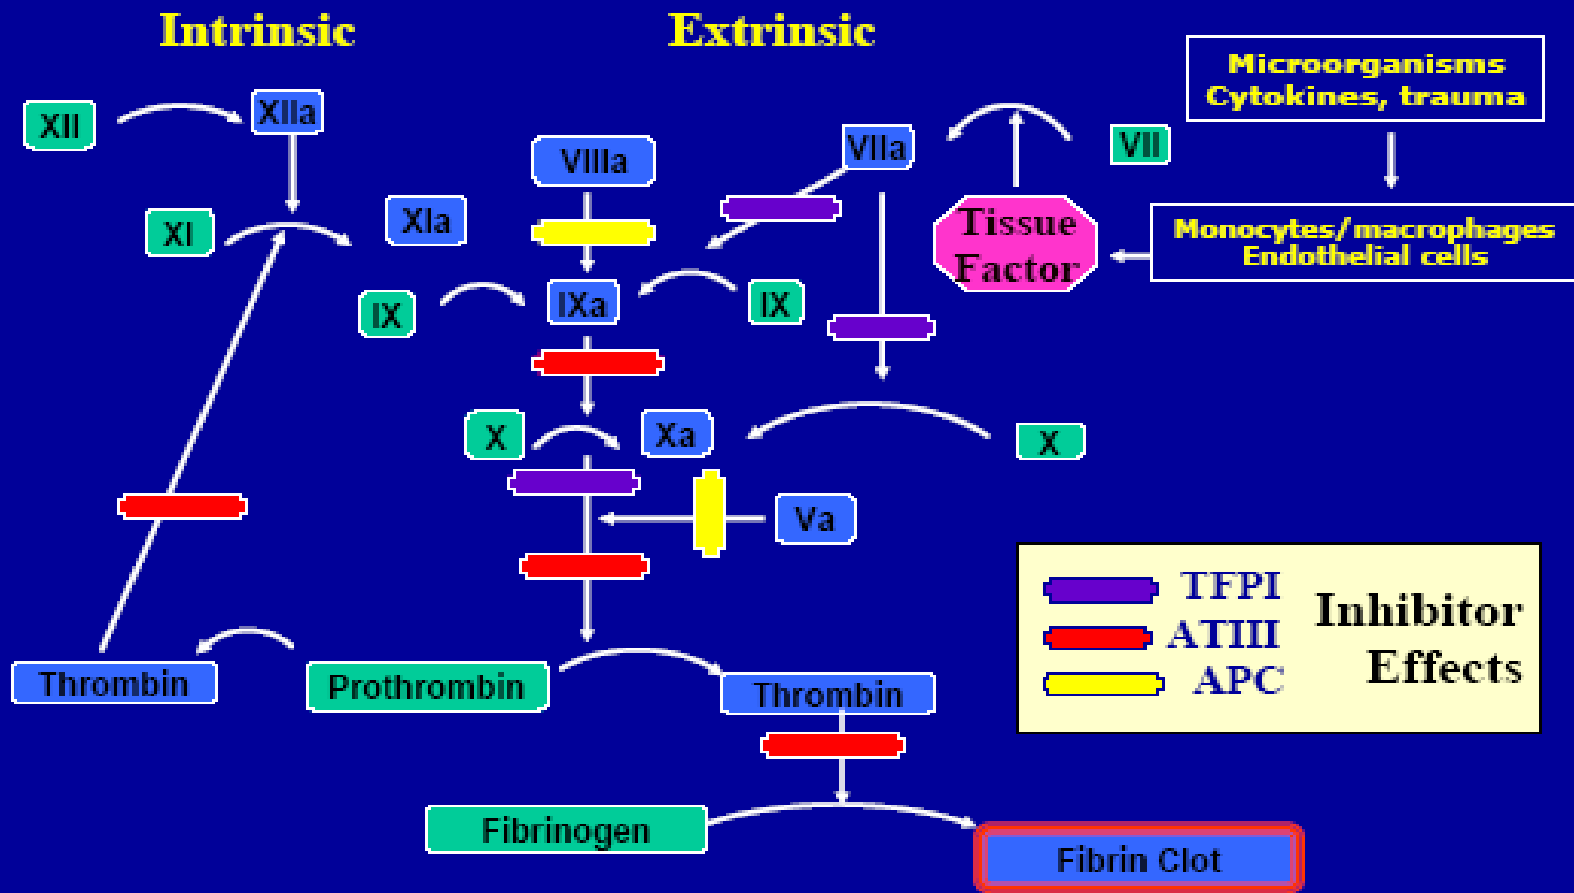 Intrinsic
Extrinsic
Microorganisms
Cytokines, trauma
XII
XIIa
VIIIa
VIIa
VII
XI
XIa
Tissue
Factor
Monocytes/macrophages
Endothelial cells
IX
IXa
IX
X
Xa
X
Va
TFPI
ATIII
APC
Inhibitor
Effects
Thrombin
Prothrombin
Thrombin
Fibrinogen
Fibrin Clot